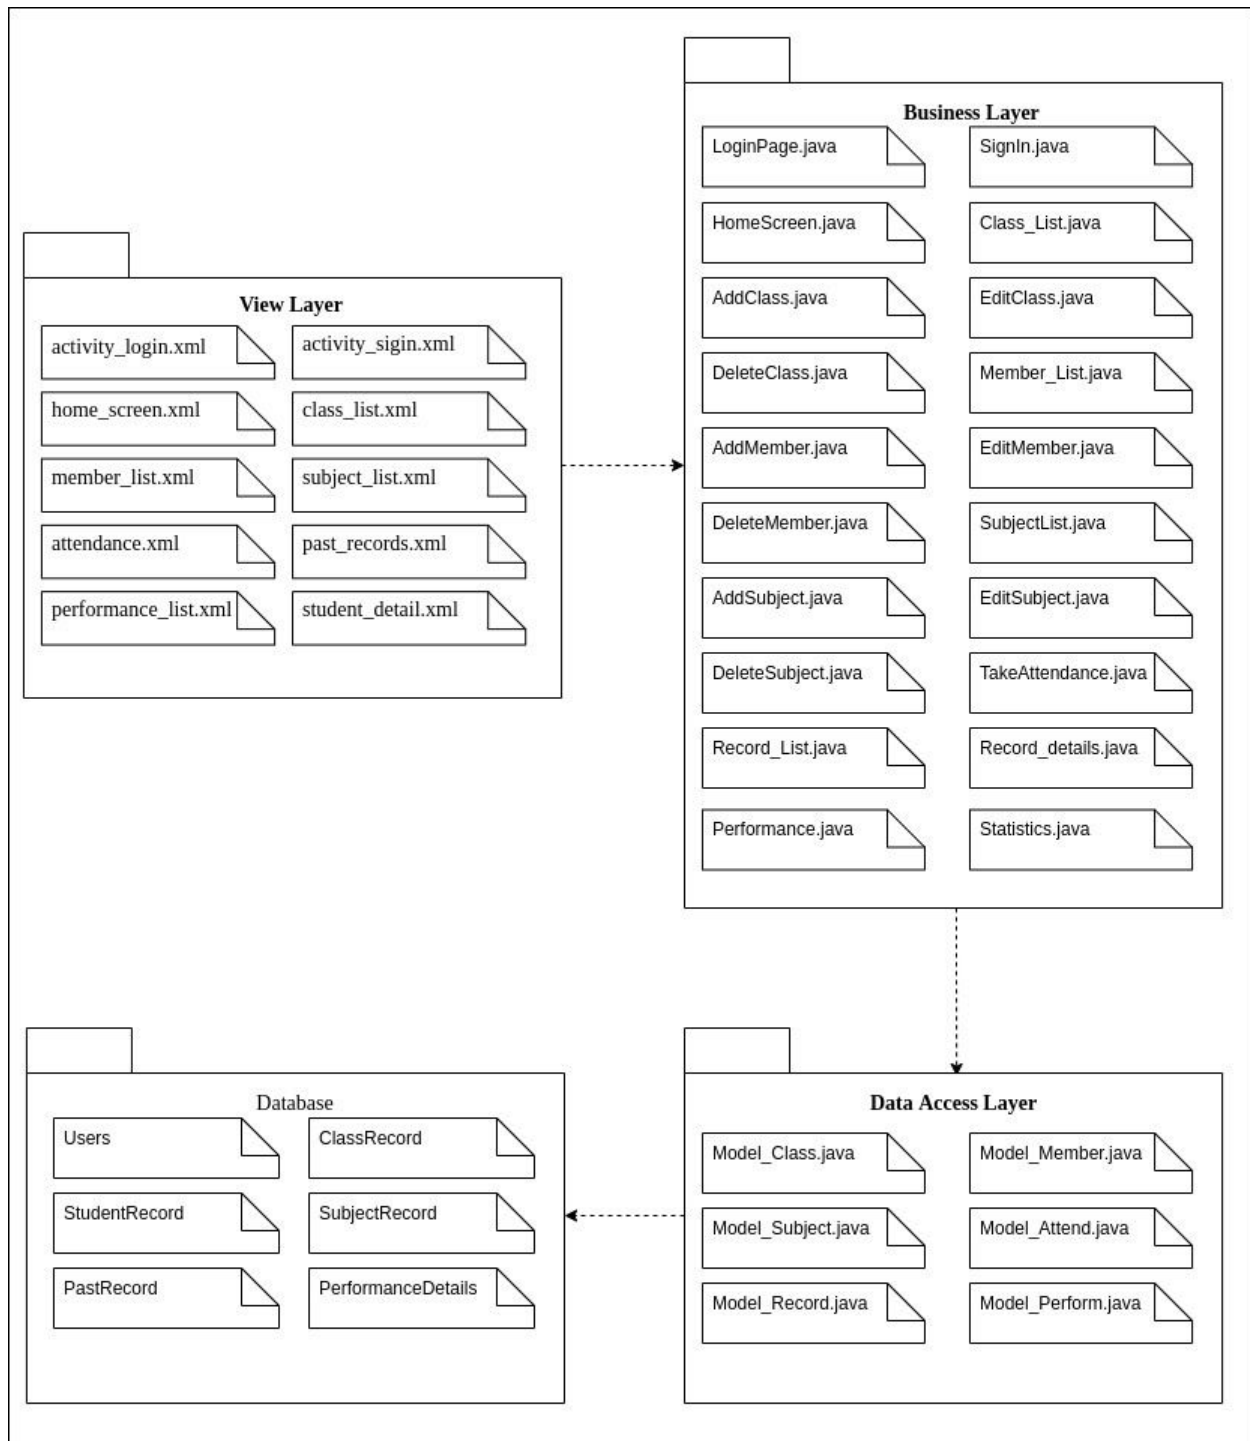 Business Layer
LoginPage.java
SignIn.java
HomeScreen.java
Class_List.java
AddClass.java
EditClass.java
DeleteClass.java
Member_List.java
AddMember.java
EditMember.java
DeleteMember.java
SubjectList.java
AddSubject.java
EditSubject.java
DeleteSubject.java
TakeAttendance.java
Record_List.java
Record_details.java
Performance.java
Statistics.java
View Layer
activity_login.xml
activity_sigin.xml
home_screen.xml
class_list.xml
member_list.xml
subject_list.xml
attendance.xml
past_records.xml
performance_list.xml
student_detail.xml
Database
Users
ClassRecord
StudentRecord
SubjectRecord
PastRecord
PerformanceDetails
Data Access Layer
Model_Class.java
Model_Member.java
Model_Subject.java
Model_Attend.java
Model_Record.java
Model_Perform.java